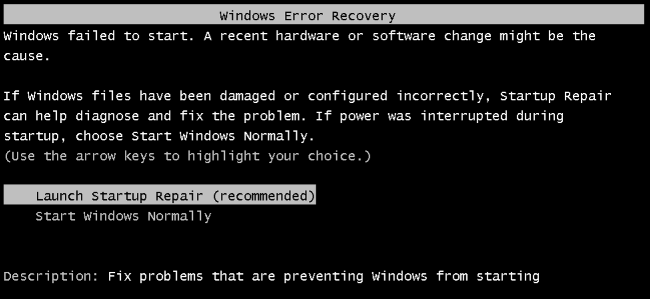 Windows Error Recovery
Windows failed to start. A recent hardware or software change might be the
cause.
If Windows files have been damaged or configured incorrectly, Startup Repair
can help diagnose and fix the problem. If power was interrupted during
startup, choose Start Windows Normally.
(Use the arrow keys to highlight your choice.)
Launch Startup Repair (recommended)
Start Windows Normally
Description: Fix problems that are preventing Windows from starting